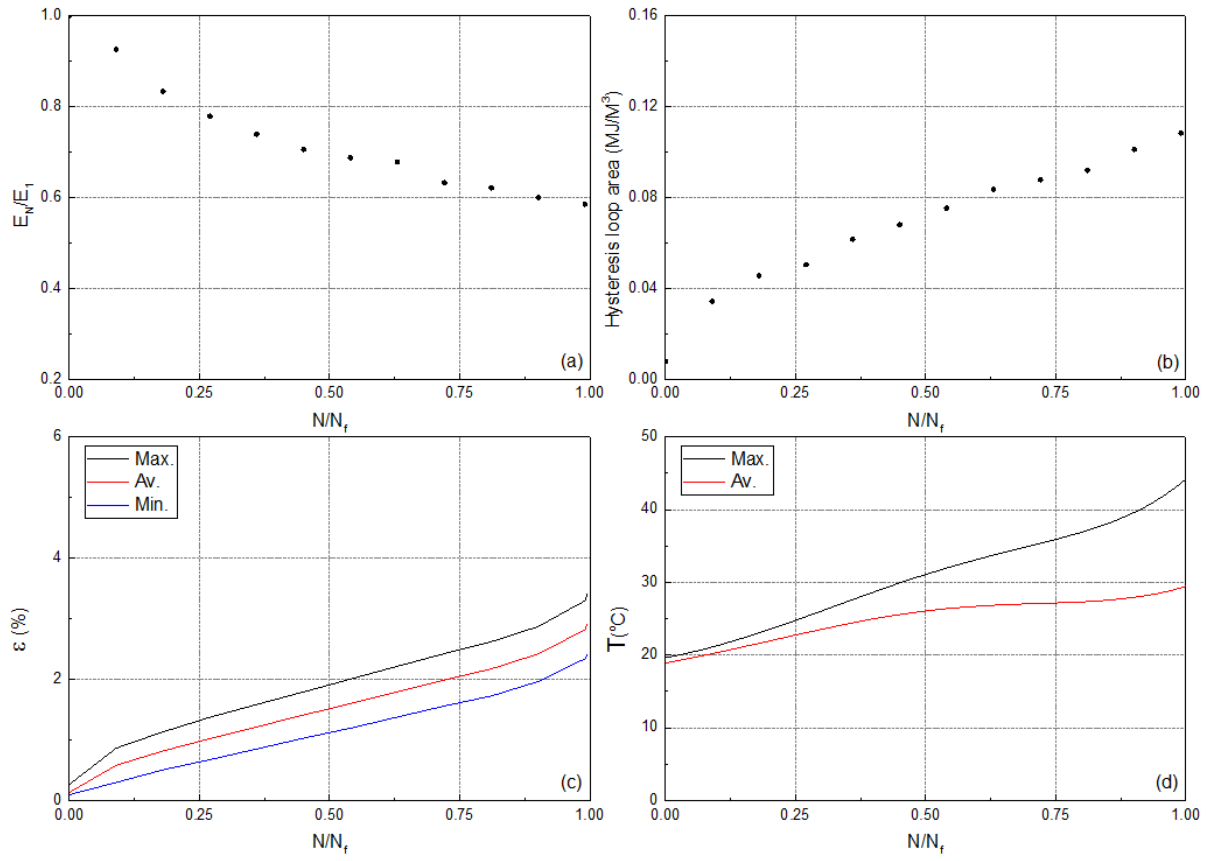 1.0
0.8
0.6
0.4
0.2
E_N/E_1
0.00 0.25 0.50 0.75 1.00
N/N_f
(a)
0.16
0.12
0.08
0.04
0.00
Hysteresis loop area (MJ/M³)
0.00 0.25 0.50 0.75 1.00
N/N_f
(b)
6
4
2
0
ε (%)
Max.
Av.
Min.
0.00 0.25 0.50 0.75 1.00
N/N_f
(c)
50
40
30
20
10
0
T(°C)
Max.
Av.
0.00 0.25 0.50 0.75 1.00
N/N_f
(d)